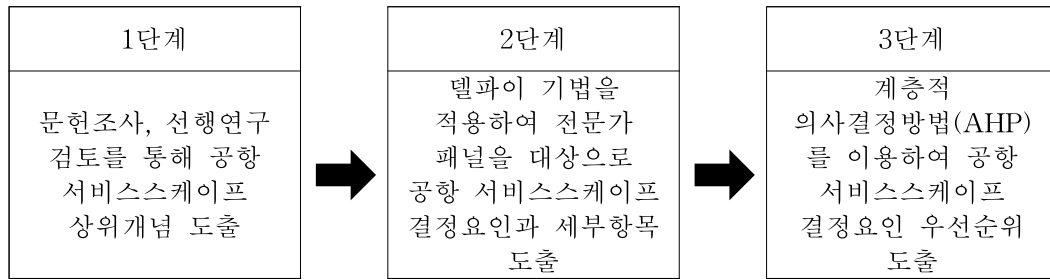 1단계
문헌조사, 선행연구
검토를 통해 공항
서비스스케이프
상위개념 도출
2단계
델파이 기법을
적용하여 전문가
패널을 대상으로
공항 서비스스케이프
결정요인과 세부항목
도출
3단계
계층적
의사결정방법(AHP)
를 이용하여 공항
서비스스케이프
결정요인 우선순위
도출